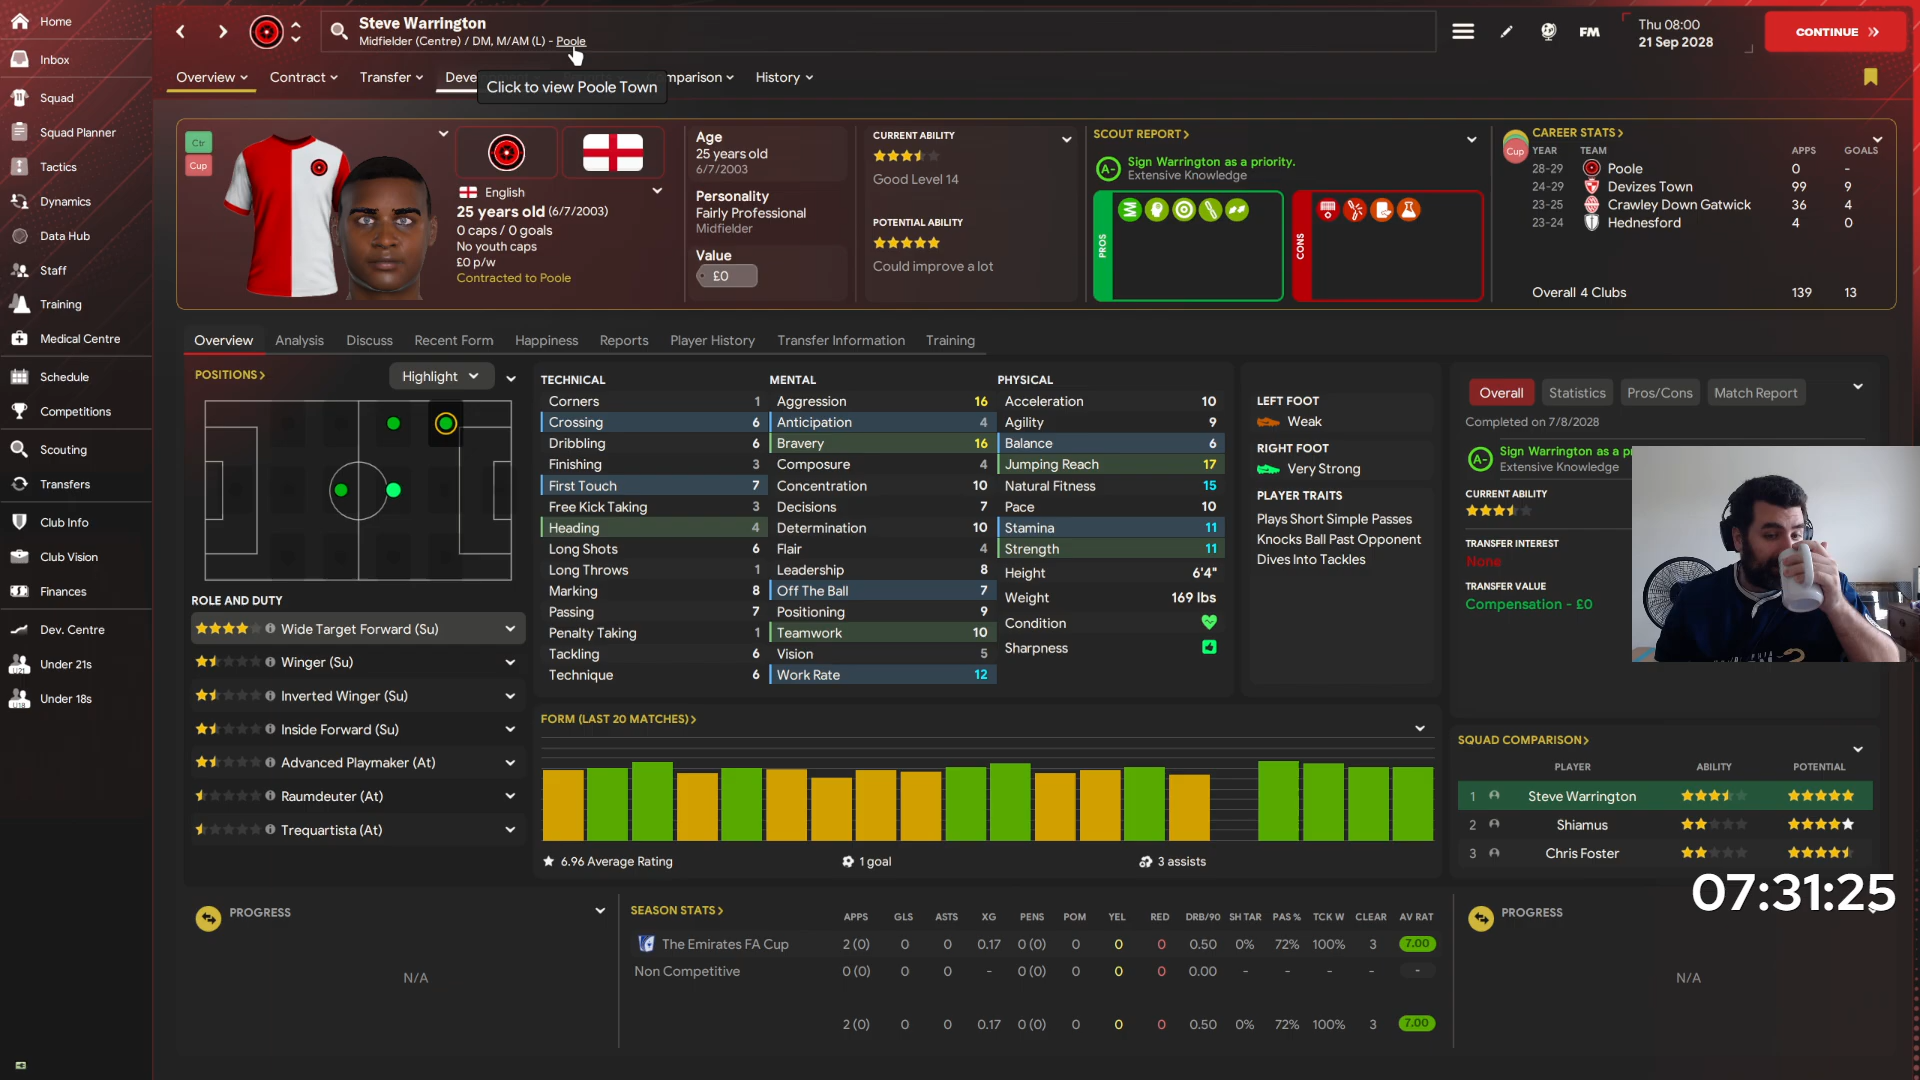 Home
Inbox
Squad
Squad Planner
Tactics
Dynamics
Data Hub
Staff
Training
Medical Centre
Schedule
Competitions
Scouting
Transfers
Club Info
Club Vision
Finances
Dev. Centre
Under 21s
Under 18s
Steve Warrington
Midfielder (Centre) / DM, M/AM (L) - Poole
FM
Thu 08:00
21 Sep 2028
CONTINUE
Overview
Contract
Transfer
Deve
mparison
History
Click to view Poole Town
Ctr
Cup
English
25 years old (6/7/2003)
0 caps / 0 goals
No youth caps
£0 p/w
Contracted to Poole
Age
25 years old
6/7/2003
Personality
Fairly Professional
Midfielder
Value
£0
CURRENT ABILITY
Good Level 14
POTENTIAL ABILITY
Could improve a lot
SCOUT REPORT
A-
Sign Warrington as a priority.
Extensive Knowledge
PROS
CONS
Cup
CAREER STATS
YEAR TEAM APPS GOALS
28-29 Poole 0 -
24-29 Devizes Town 99 9
23-25 Crawley Down Gatwick 36 4
23-24 Hednesford 4 0
Overall 4 Clubs 139 13
Overview Analysis Discuss Recent Form Happiness Reports Player History Transfer Information Training
POSITIONS
Highlight
ROLE AND DUTY
Wide Target Forward (Su)
Winger (Su)
Inverted Winger (Su)
Inside Forward (Su)
Advanced Playmaker (At)
Raumdeuter (At)
Trequartista (At)
TECHNICAL
Corners 1
Crossing 6
Dribbling 6
Finishing 3
First Touch 7
Free Kick Taking 3
Heading 4
Long Shots 6
Long Throws 1
Marking 8
Passing 7
Penalty Taking 1
Tackling 6
Technique 6
MENTAL
Aggression 16
Anticipation 4
Bravery 16
Composure 4
Concentration 10
Decisions 7
Determination 10
Flair 4
Leadership 8
Off The Ball 7
Positioning 9
Teamwork 10
Vision 5
Work Rate 12
PHYSICAL
Acceleration 10
Agility 9
Balance 6
Jumping Reach 17
Natural Fitness 15
Pace 10
Stamina 11
Strength 11
Height 6'4"
Weight 169 lbs
Condition
Sharpness
LEFT FOOT
Weak
RIGHT FOOT
Very Strong
PLAYER TRAITS
Plays Short Simple Passes
Knocks Ball Past Opponent
Dives Into Tackles
Overall Statistics Pros/Cons Match Report
Completed on 7/8/2028
A-
Sign Warrington as a pr
Extensive Knowledge
CURRENT ABILITY
TRANSFER INTEREST
None
TRANSFER VALUE
Compensation - £0
FORM (LAST 20 MATCHES)
6.96 Average Rating
1 goal
3 assists
SQUAD COMPARISON
PLAYER ABILITY POTENTIAL
1 Steve Warrington
2 Shiamus
3 Chris Foster
07:31:25
PROGRESS
N/A
SEASON STATS
APPS GLS ASTS XG PENS POM YEL RED DRB/90 SH TAR PAS % TCK W CLEAR AV RAT
The Emirates FA Cup 2 (0) 0 0 0.17 0 (0) 0 0 0 0.50 0% 72% 100% 3 7.00
Non Competitive 0 (0) 0 0 - 0 (0) 0 0 0 0.00 - - - - -
2 (0) 0 0 0.17 0 (0) 0 0 0 0.50 0% 72% 100% 3 7.00
PROGRESS
N/A